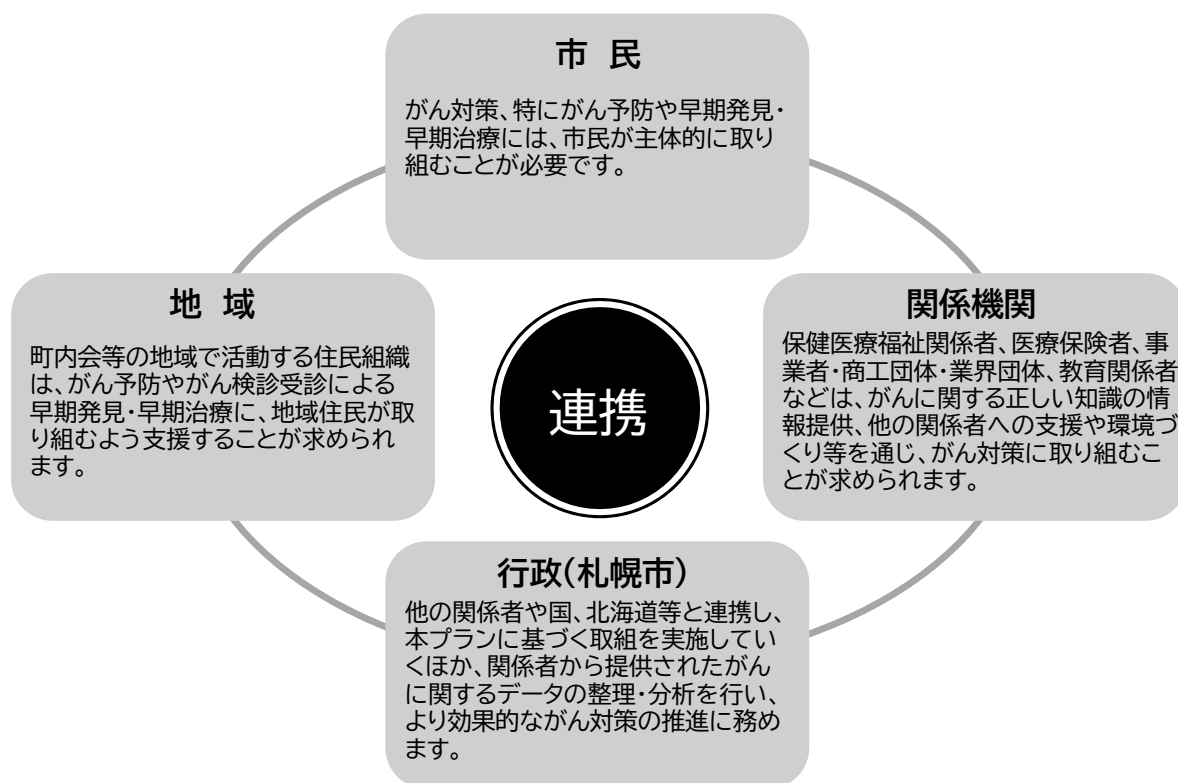 市 民
がん対策、特にがん予防や早期発見・
早期治療には、市民が主体的に取り
組むことが必要です。
地 域
町内会等の地域で活動する住民組織
は、がん予防やがん検診受診による
早期発見・早期治療に、地域住民が取
り組むよう支援することが求められ
ます。
連携
関係機関
保健医療福祉関係者、医療保険者、事
業者・商工団体・業界団体、教育関係者
などは、がんに関する正しい知識の情
報提供、他の関係者への支援や環境づ
くり等を通じ、がん対策に取り組むこ
とが求められます。
行政(札幌市)
他の関係者や国、北海道等と連携し、
本プランに基づく取組を実施してい
くほか、関係者から提供されたがん
に関するデータの整理・分析を行い、
より効果的ながん対策の推進に務め
ます。